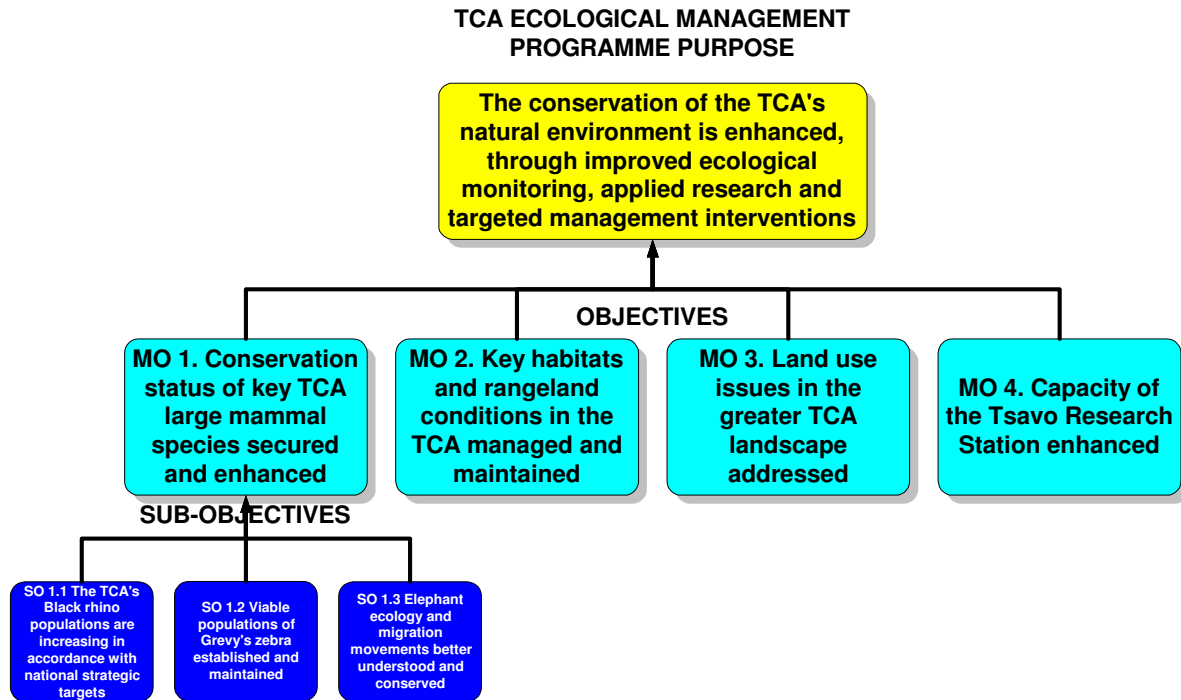 TCA ECOLOGICAL MANAGEMENT
PROGRAMME PURPOSE
The conservation of the TCA's
natural environment is enhanced,
through improved ecological
monitoring, applied research and
targeted management interventions
OBJECTIVES
MO 1. Conservation
status of key TCA
large mammal
species secured
and enhanced
MO 2. Key habitats
and rangeland
conditions in the
TCA managed and
maintained
MO 3. Land use
issues in the
greater TCA
landscape
addressed
MO 4. Capacity of
the Tsavo Research
Station enhanced
SUB-OBJECTIVES
SO 1.1 The TCA's
Black rhino
populations are
increasing in
accordance with
national strategic
targets
SO 1.2 Viable
populations of
Grevy's zebra
established and
maintained
SO 1.3 Elephant
ecology and
migration
movements better
understood and
conserved